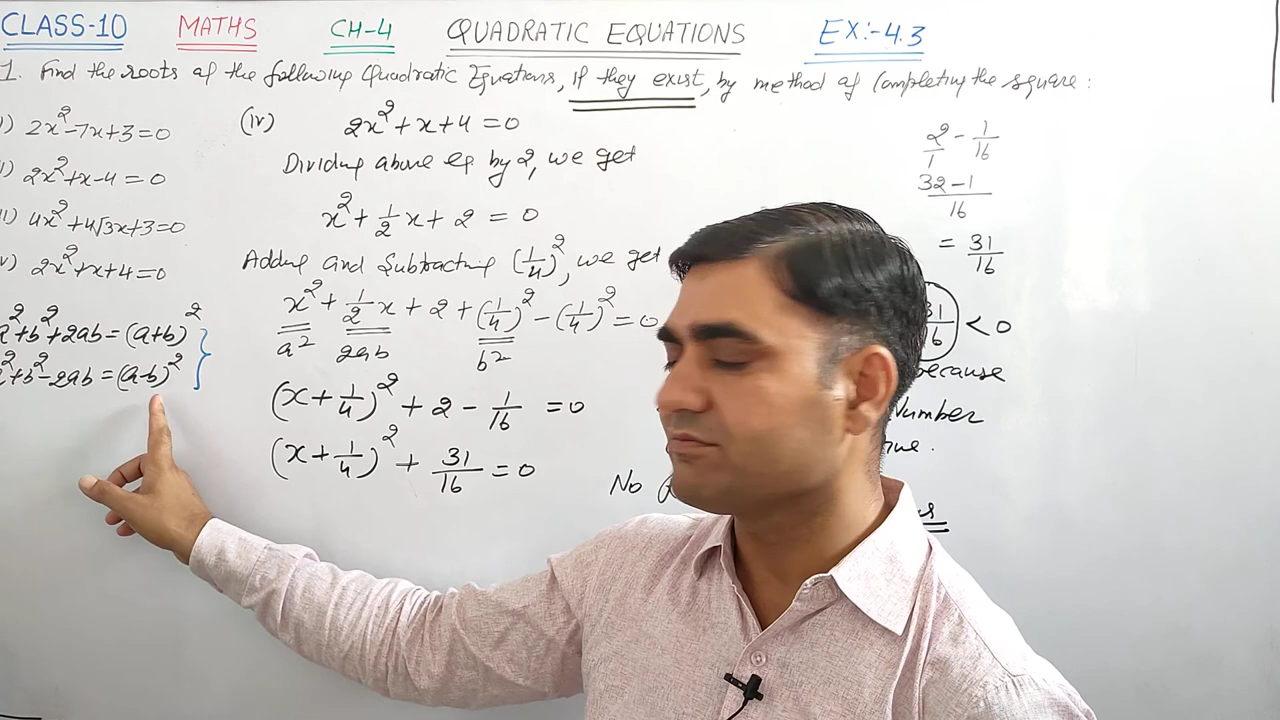 CLASS-10 MATHS CH-4 QUADRATIC EQUATIONS EX:-4.3
1. Find the roots of the following Quadratic Equations, if they exist, by method of Completing the square:
i) 2x²-7x+3=0
i) 2x²+x-4=0
ii) 4x²+4√3x+3=0
v) 2x²+x+4=0
a²+b²+2ab=(a+b)²
a²+b²-2ab=(a-b)²
(iv) 2x²+x+4=0
Dividing above eq by 2, we get
x²+1/2x+2=0
Adding and Subtracting (1/4)², we get
x²+1/2x+2+(1/4)²-(1/4)²=0
a² 2ab b²
(x+1/4)²+2-1/16=0
(x+1/4)²+31/16=0
2/1-1/16
32-1/16
=31/16
31/16<0
because
Number
No